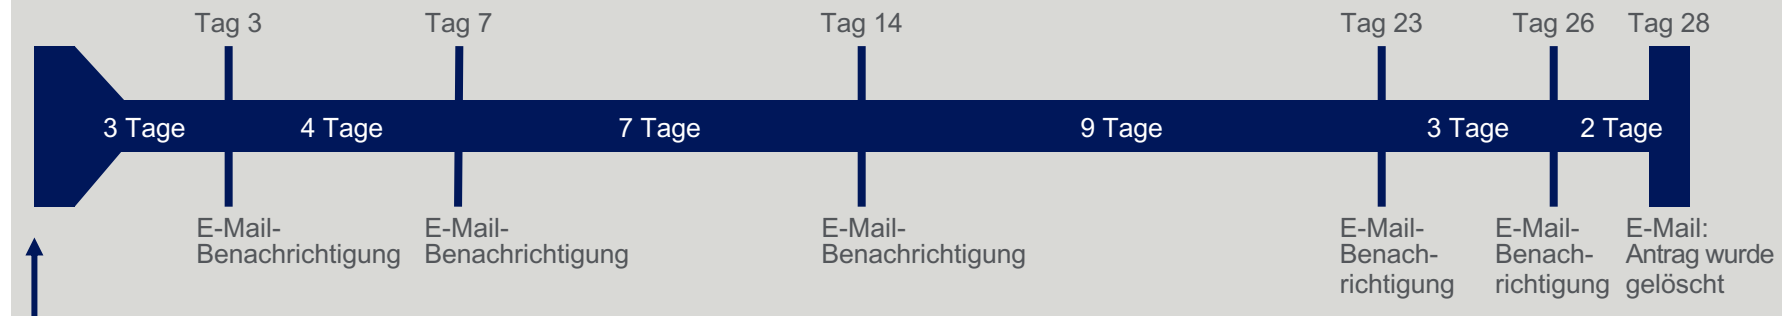 Tag 3
Tag 7
Tag 14
Tag 23
Tag 26
Tag 28
3 Tage
4 Tage
7 Tage
9 Tage
3 Tage
2 Tage
E-Mail-
Benachrichtigung
E-Mail-
Benachrichtigung
E-Mail-
Benachrichtigung
E-Mail-
Benach-
richtigung
E-Mail-
Benach-
richtigung
E-Mail:
Antrag wurde
gelöscht